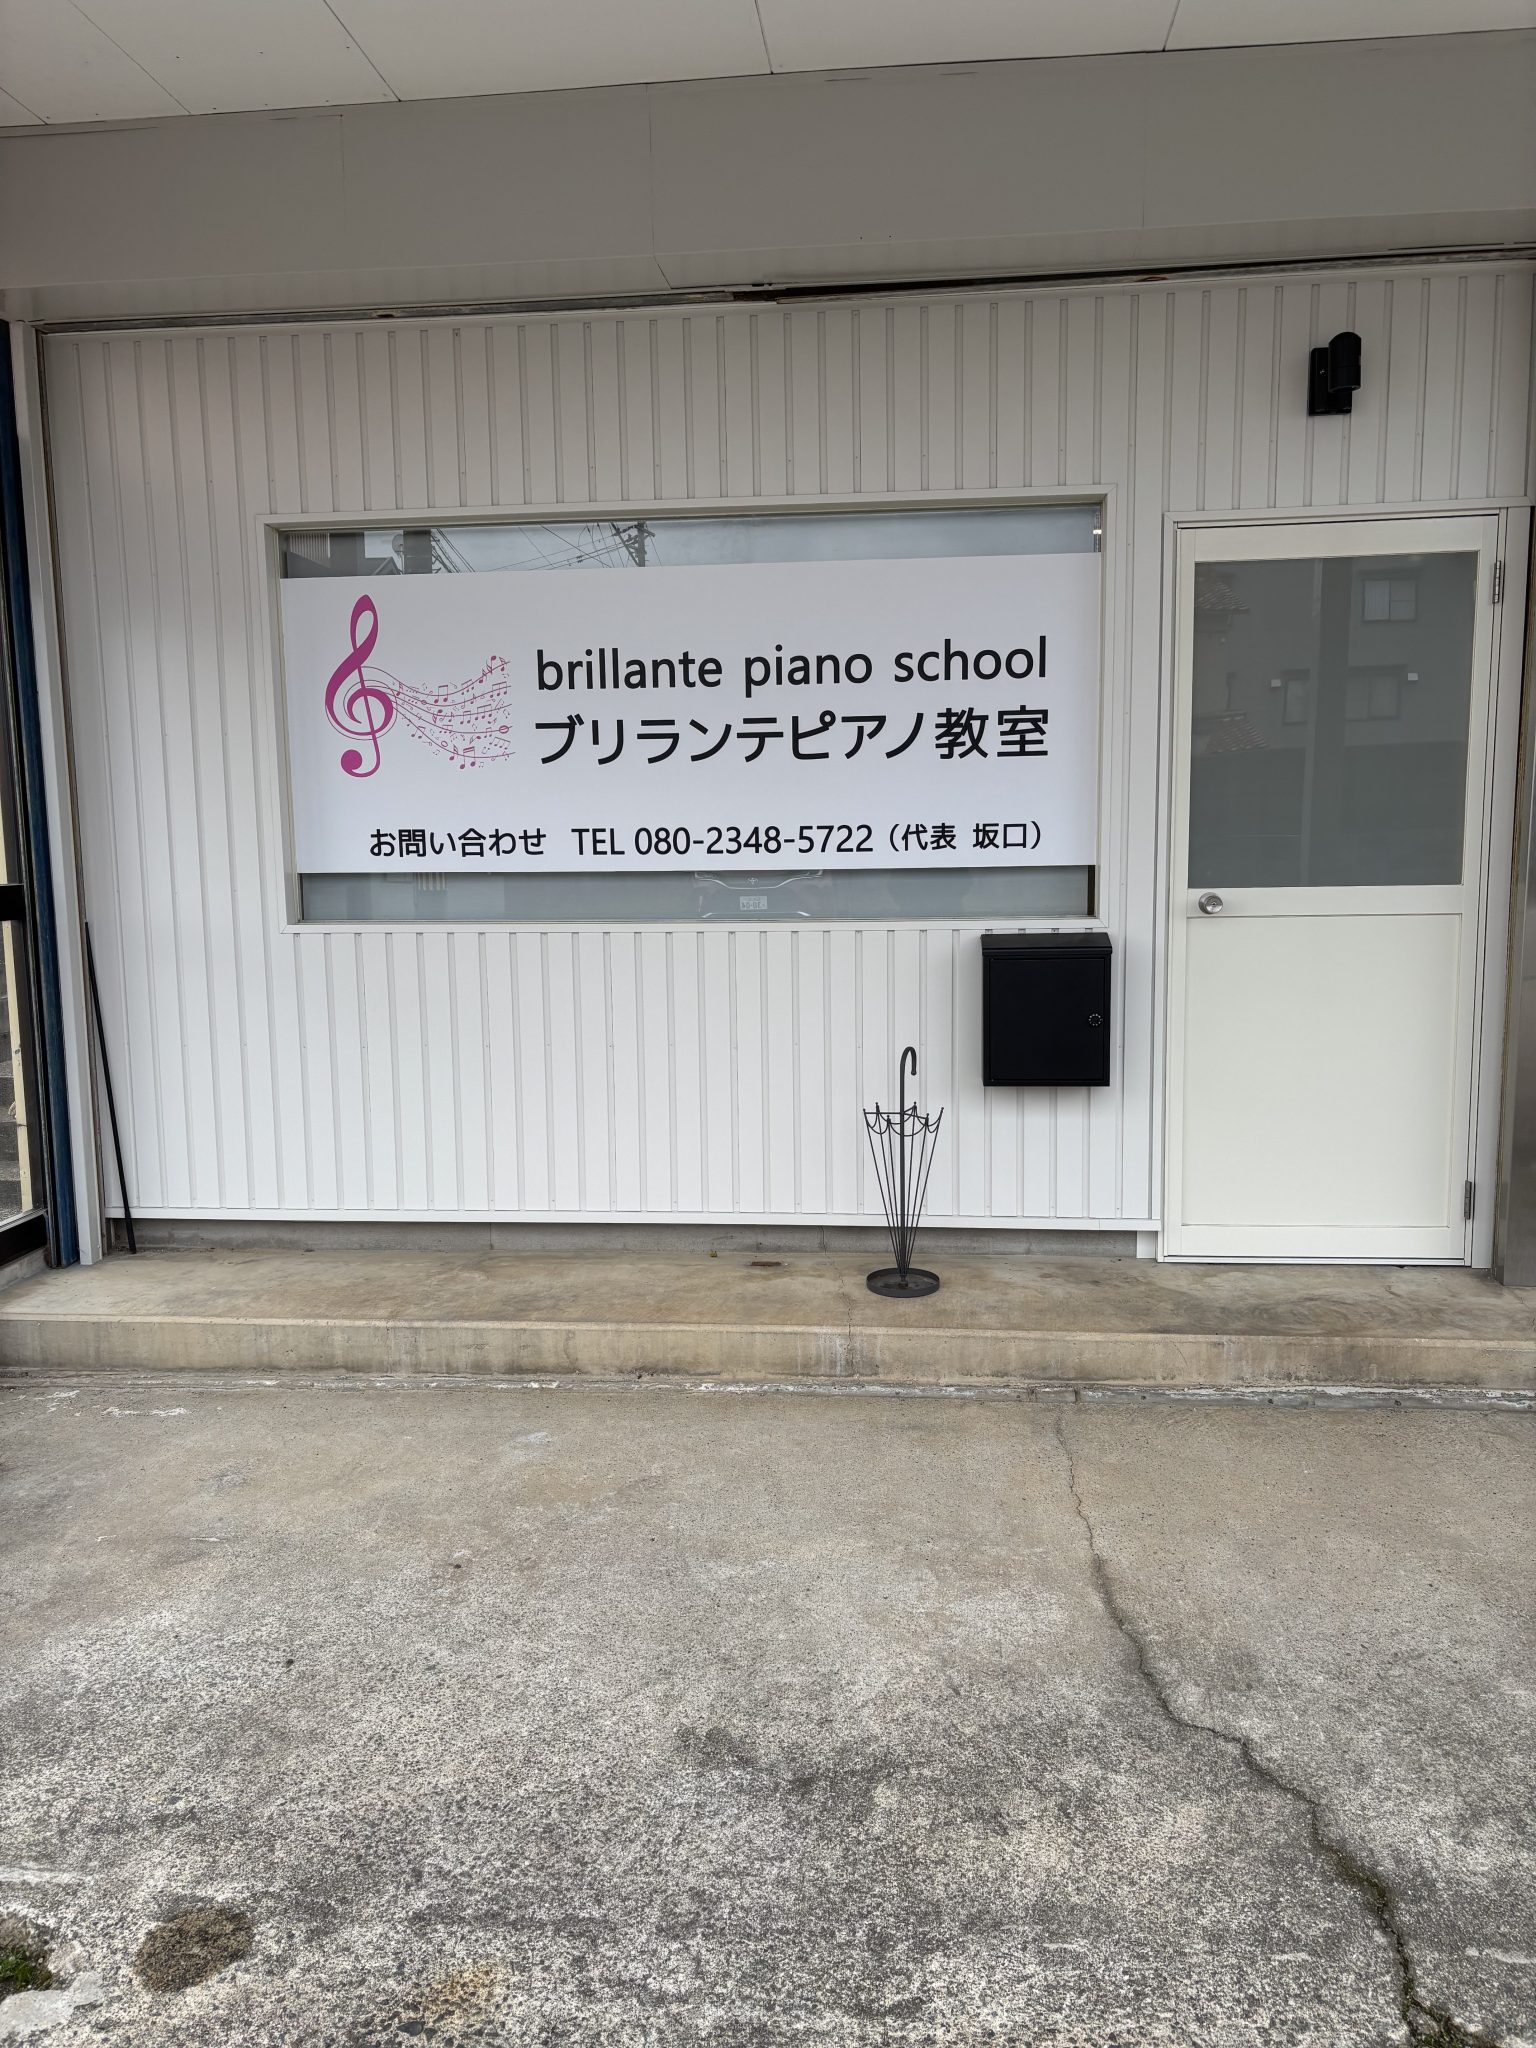 brillante piano school
ブリランテピアノ教室
お問い合わせ TEL 080-2348-5722（代表 坂口）